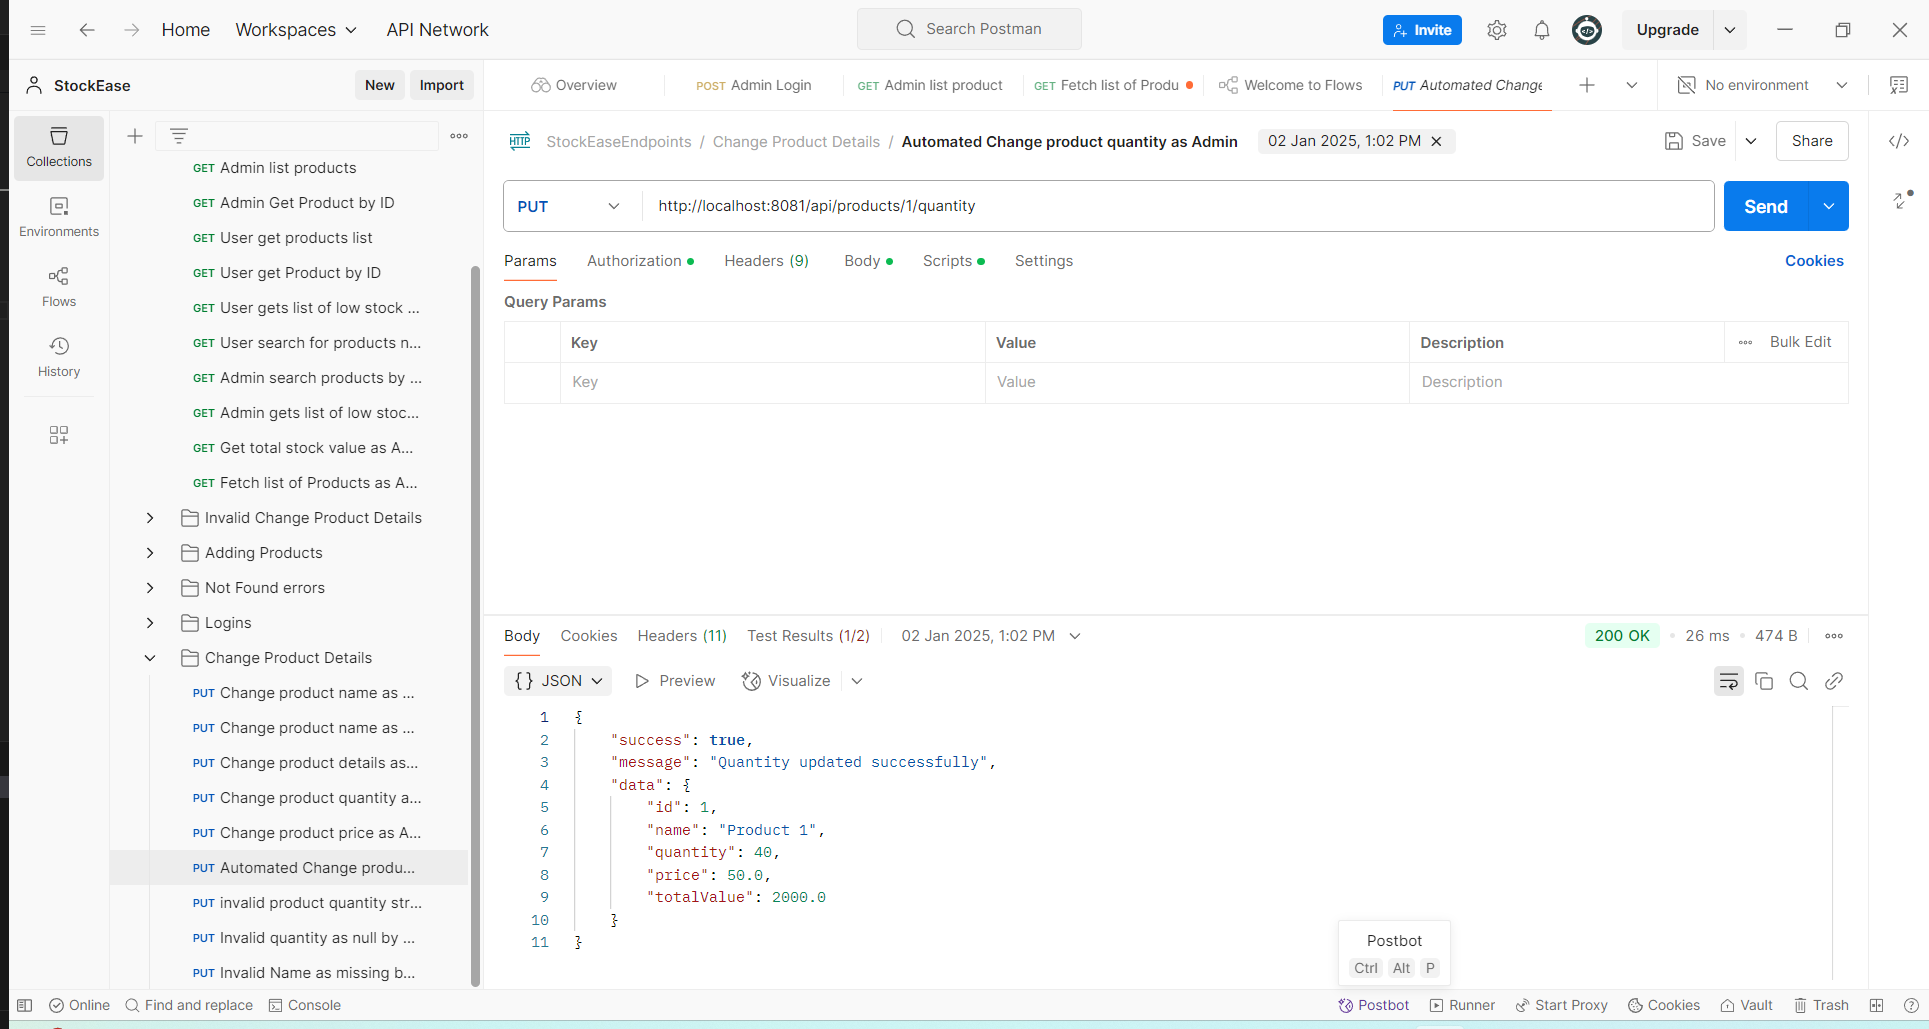 Home Workspaces API Network Search Postman Invite Upgrade
StockEase New Import
Overview POST Admin Login GET Admin list product GET Fetch list of Produ Welcome to Flows PUT Automated Change No environment
Collections
Environments
Flows
History
GET Admin list products
GET Admin Get Product by ID
GET User get products list
GET User get Product by ID
GET User gets list of low stock ...
GET User search for products n...
GET Admin search products by ...
GET Admin gets list of low stoc...
GET Get total stock value as A...
GET Fetch list of Products as A...
Invalid Change Product Details
Adding Products
Not Found errors
Logins
Change Product Details
PUT Change product name as ...
PUT Change product name as ...
PUT Change product details as...
PUT Change product quantity a...
PUT Change product price as A...
PUT Automated Change produ...
PUT invalid product quantity str...
PUT Invalid quantity as null by ...
PUT Invalid Name as missing b...
HTTP StockEaseEndpoints / Change Product Details / Automated Change product quantity as Admin 02 Jan 2025, 1:02 PM Save Share
PUT http://localhost:8081/api/products/1/quantity Send
Params Authorization Headers (9) Body Scripts Settings Cookies
Query Params
Key Value Description Bulk Edit
Key Value Description
Body Cookies Headers (11) Test Results (1/2) 02 Jan 2025, 1:02 PM 200 OK 26 ms 474 B
{} JSON Preview Visualize
1 {
2 "success": true,
3 "message": "Quantity updated successfully",
4 "data": {
5 "id": 1,
6 "name": "Product 1",
7 "quantity": 40,
8 "price": 50.0,
9 "totalValue": 2000.0
10 }
11 }
Postbot
Ctrl Alt P
Online Find and replace Console Postbot Runner Start Proxy Cookies Vault Trash